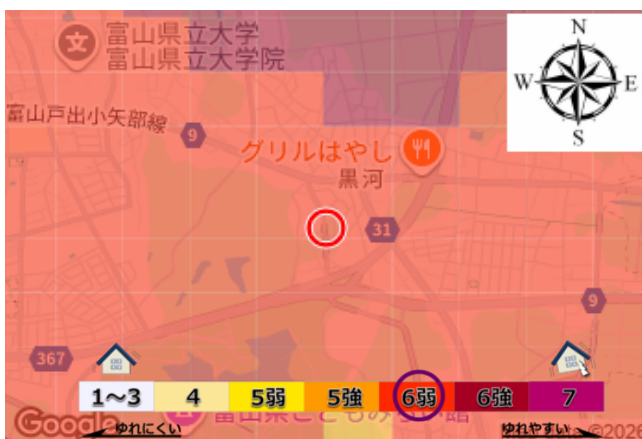 富山県立大学
富山県立大学院
N
W
E
S
富山戸出小矢部線
9
グリルはやし
黒河
31
9
367
1～3
4
5弱
5強
6弱
6強
7
Google
ゆれにくい
ゆれやすい
©2026